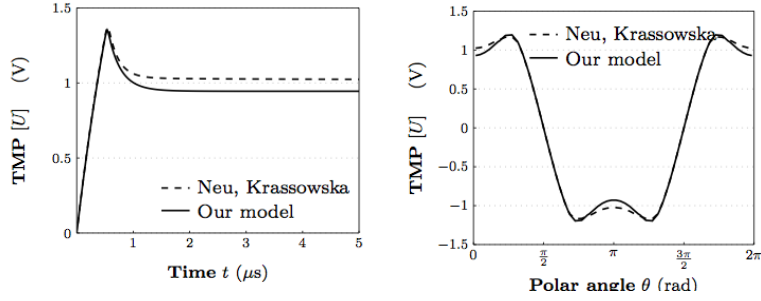 1.5
1
0.5
0
TMP [U] (V)
Neu, Krassowska
Our model
1
2
3
4
5
Time t (μs)
1.5
1
0.5
0
−0.5
−1
−1.5
TMP [U] (V)
Neu, Krassowska
Our model
0
π/2
π
3π/2
2π
Polar angle θ (rad)